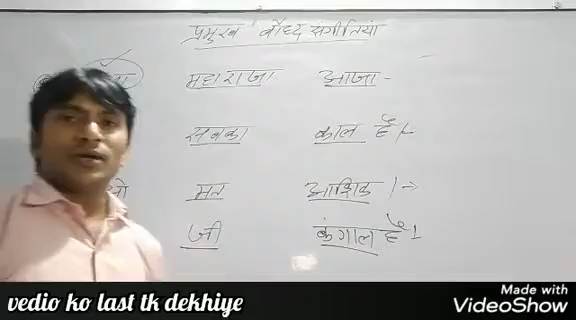 प्रमुख बौद्ध संगीतियां
महाराजा आजा -
सबका काल है ।-
मत आशिक । →
जी कंगाल है ।-
Made with
vedio ko last tk dekhiye VideoShow